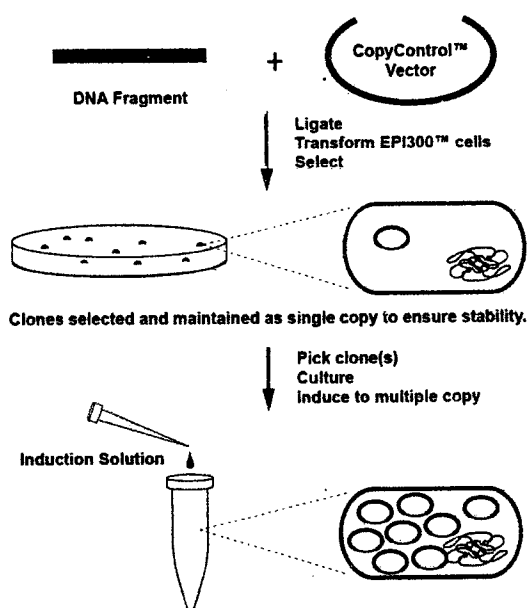 CopyControl™
Vector
+
DNA Fragment
Ligate
Transform EPI300™ cells
Select
Clones selected and maintained as single copy to ensure stability.
Pick clone(s)
Culture
Induce to multiple copy
Induction Solution